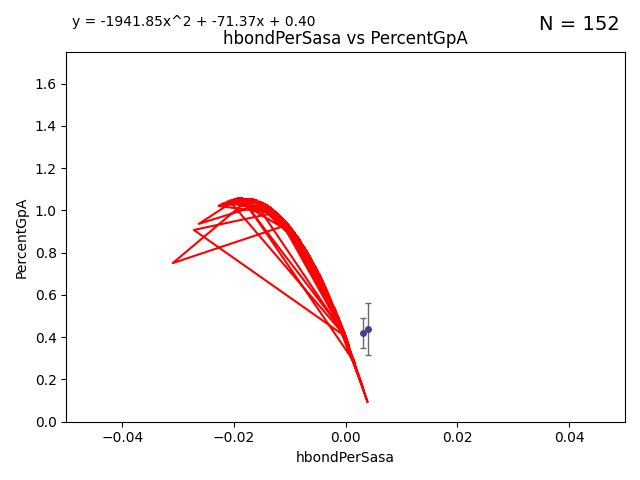 y = -1941.85x^2 + -71.37x + 0.40
N = 152
hbondPerSasa vs PercentGpA
PercentGpA
1.6
1.4
1.2
1.0
0.8
0.6
0.4
0.2
0.0
−0.04 −0.02 0.00 0.02 0.04
hbondPerSasa